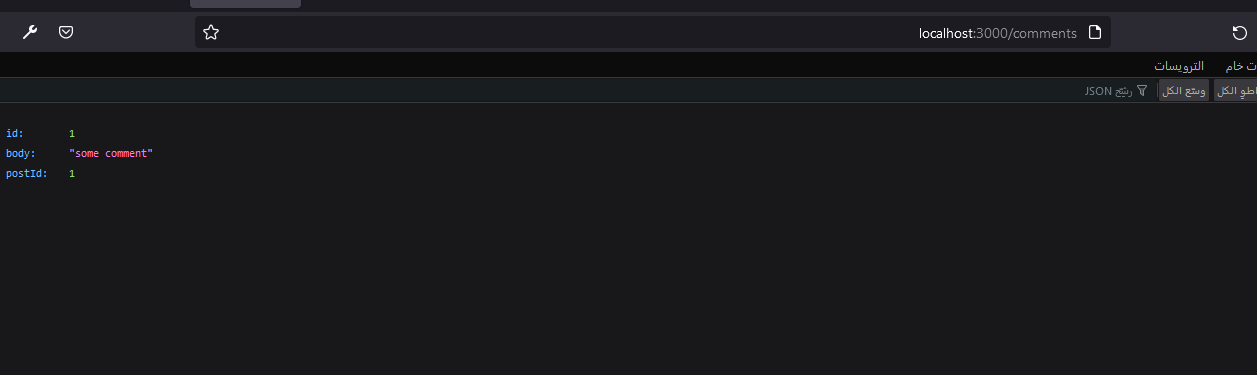 localhost:3000/comments
ت خام الترويسات
اطوِ الكل وسّع الكل رشّح JSON
id: 1
body: "some comment"
postId: 1